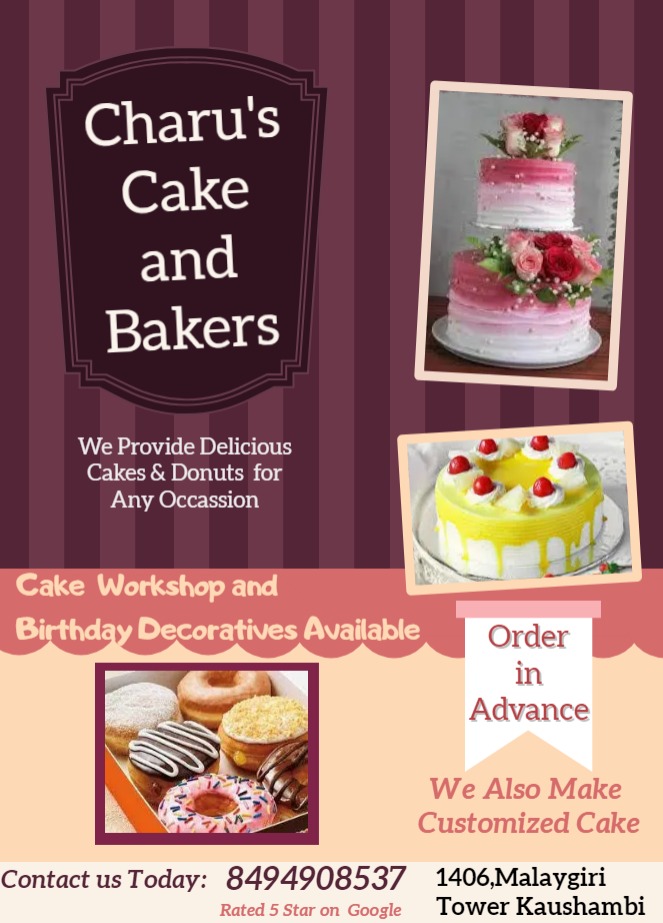 Charu's
Cake
and
Bakers
We Provide Delicious
Cakes & Donuts for
Any Occassion
Cake Workshop and
Birthday Decoratives Available
Order
in
Advance
We Also Make
Customized Cake
Contact us Today: 8494908537
Rated 5 Star on Google
1406,Malaygiri
Tower Kaushambi